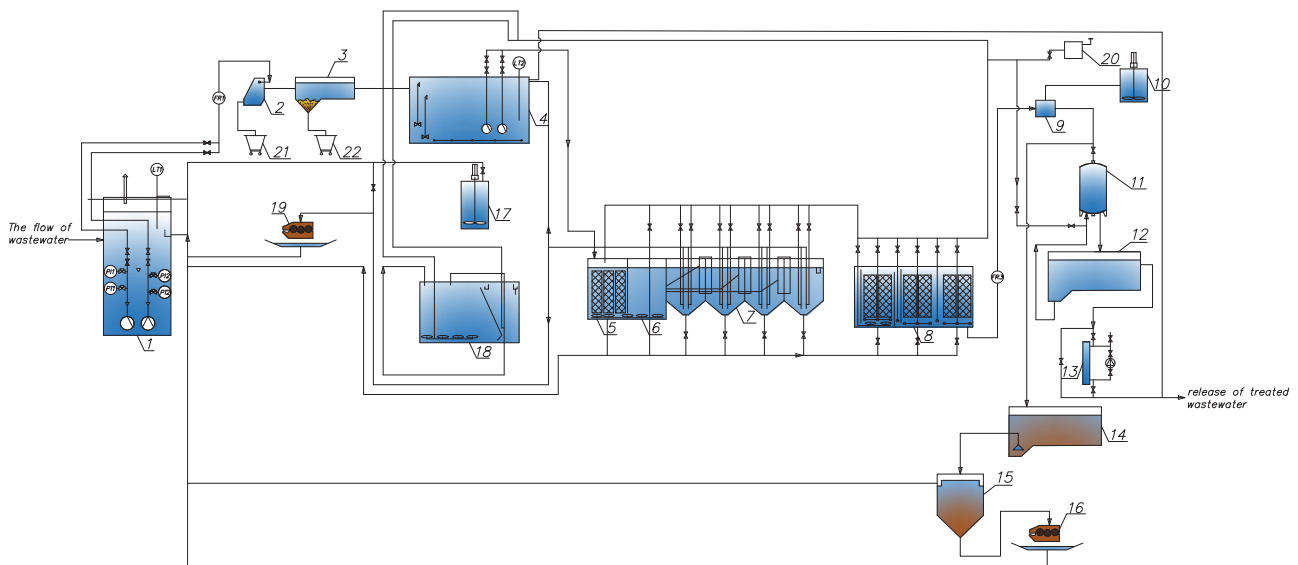 3
LT2
20
10
FR1
2
4
9
21
22
LT1
11
17
The flow of
wastewater
19
12
PI1
PI2
FR3
PI1
PI2
5
6
7
8
1
18
13
release of treated
wastewater
14
15
16